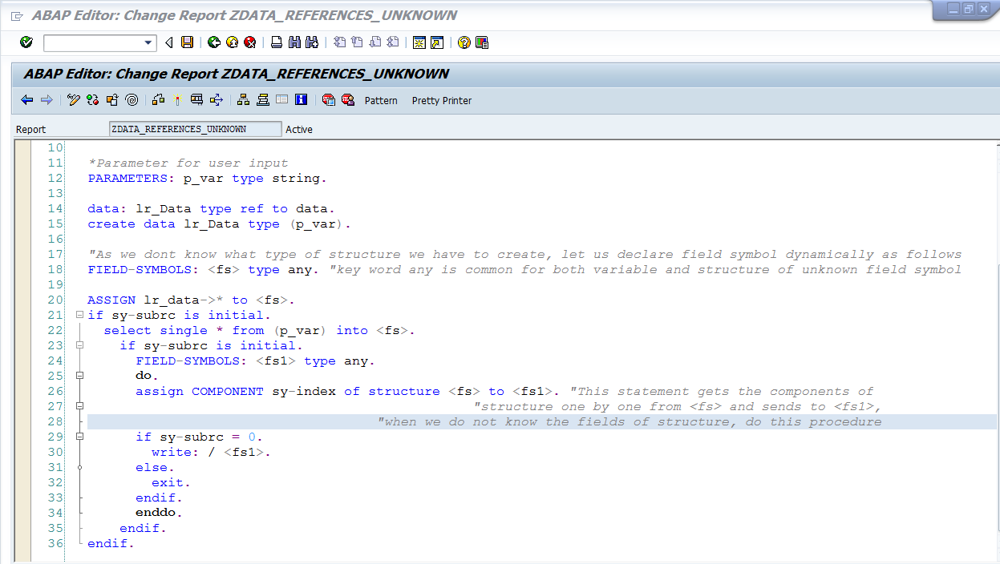 ABAP Editor: Change Report ZDATA_REFERENCES_UNKNOWN
ABAP Editor: Change Report ZDATA_REFERENCES_UNKNOWN
Pattern Pretty Printer
Report ZDATA_REFERENCES_UNKNOWN Active
10
11 *Parameter for user input
12 PARAMETERS: p_var type string.
13
14 data: lr_Data type ref to data.
15 create data lr_Data type (p_var).
16
17 "As we dont know what type of structure we have to create, let us declare field symbol dynamically as follows
18 FIELD-SYMBOLS: <fs> type any. "key word any is common for both variable and structure of unknown field symbol
19
20 ASSIGN lr_data->* to <fs>.
21 if sy-subrc is initial.
22 select single * from (p_var) into <fs>.
23 if sy-subrc is initial.
24 FIELD-SYMBOLS: <fs1> type any.
25 do.
26 assign COMPONENT sy-index of structure <fs> to <fs1>. "This statement gets the components of
27 "structure one by one from <fs> and sends to <fs1>,
28 "when we do not know the fields of structure, do this procedure
29 if sy-subrc = 0.
30 write: / <fs1>.
31 else.
32 exit.
33 endif.
34 enddo.
35 endif.
36 endif.